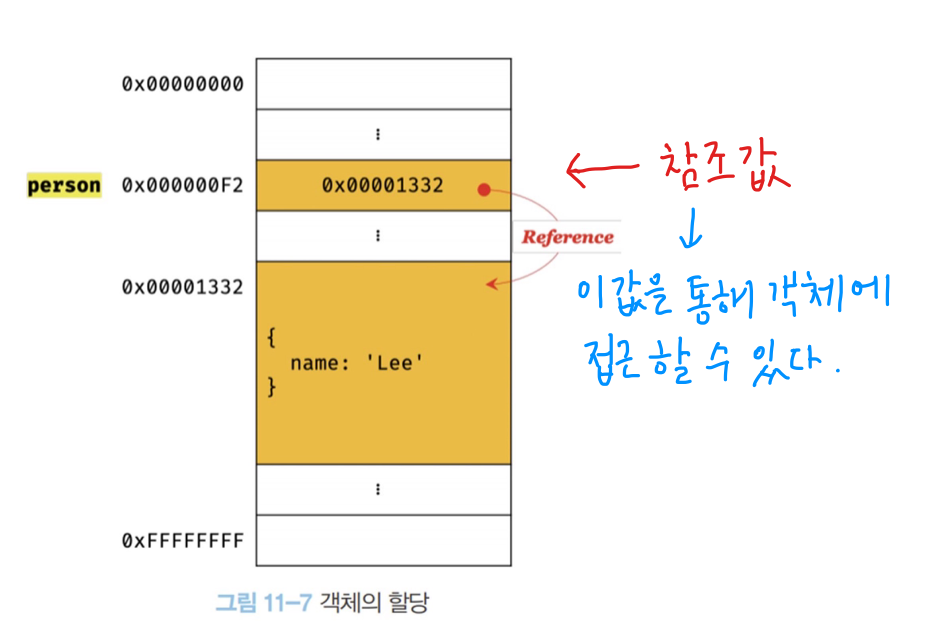 0x00000000
⋮
person 0x000000F2 0x00001332 ← 참조값
⋮ Reference ↓
0x00001332 이값을 통해 객체에
{
name: 'Lee' 접근 할 수 있다.
}
⋮
0xFFFFFFFF
그림 11-7 객체의 할당